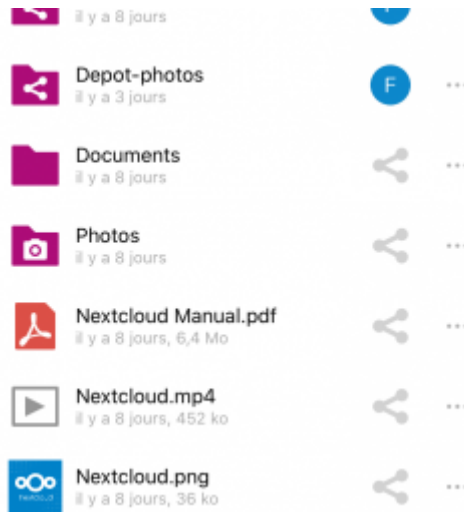 il y a 8 jours
Depot-photos
F
il y a 3 jours
Documents
il y a 8 jours
Photos
il y a 8 jours
Nextcloud Manual.pdf
il y a 8 jours, 6,4 Mo
Nextcloud.mp4
il y a 8 jours, 452 ko
Nextcloud.png
il y a 8 jours, 36 ko